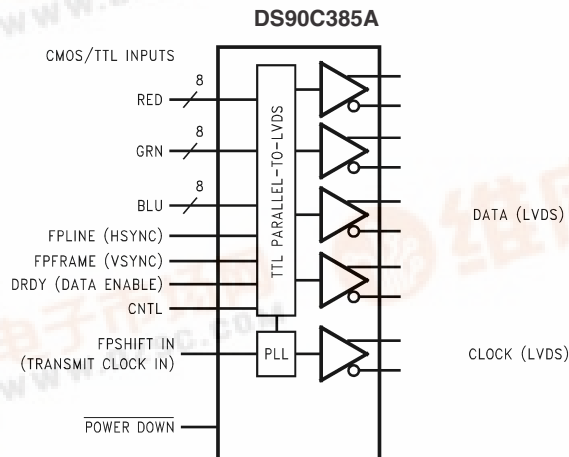 DS90C385A
CMOS/TTL INPUTS
8
RED
8
GRN
8
BLU
FPLINE (HSYNC)
FPFRAME (VSYNC)
DRDY (DATA ENABLE)
CNTL
FPSHIFT IN
(TRANSMIT CLOCK IN)
POWER DOWN
TTL PARALLEL-TO-LVDS
PLL
DATA (LVDS)
CLOCK (LVDS)